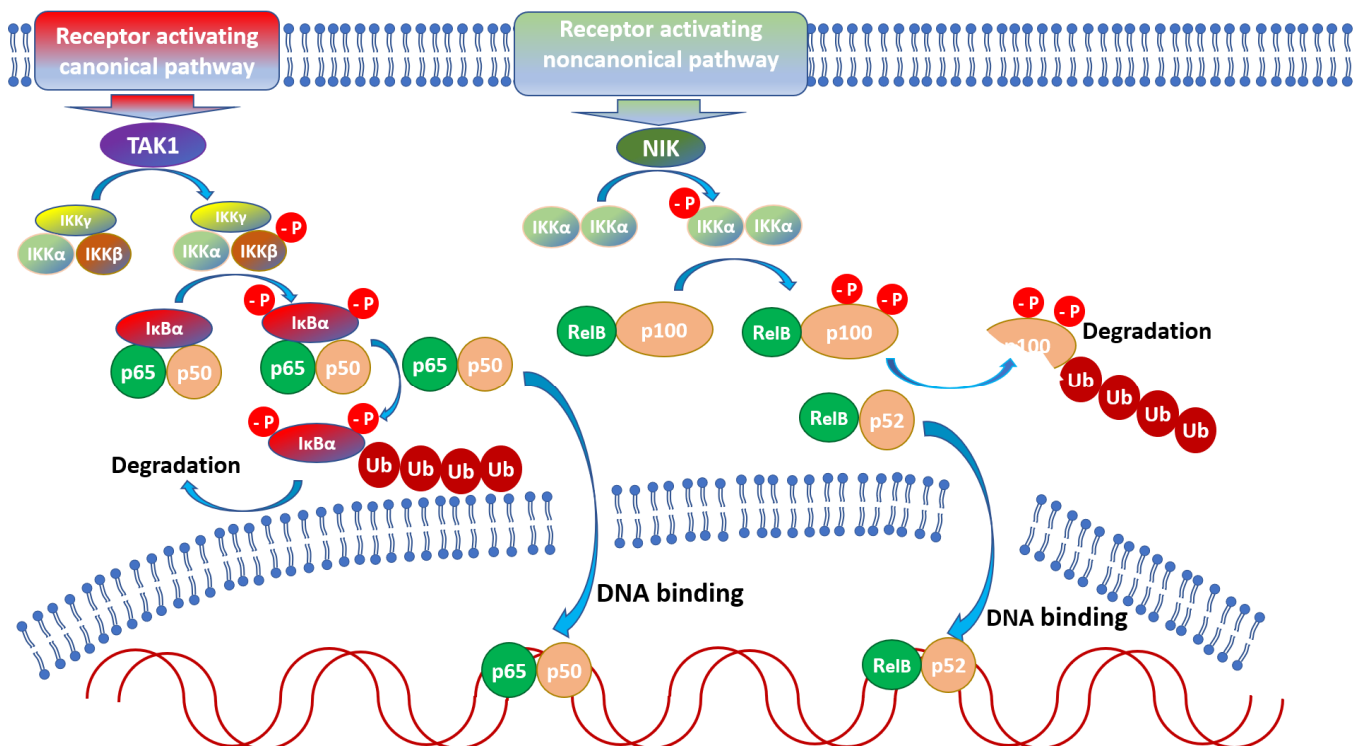 Receptor activating
canonical pathway
Receptor activating
noncanonical pathway
TAK1
NIK
IKKγ
IKKα
IKKβ
IKKγ
- P
IKKα
IKKβ
IKKα
IKKα
- P
IKKα
IKKα
IκBα
p65
p50
- P
- P
IκBα
p65
p50
p65
p50
RelB
p100
- P
- P
RelB
p100
- P
- P
p100
Degradation
Ub
Ub
Ub
Ub
RelB
p52
- P
- P
IκBα
Ub
Ub
Ub
Ub
Degradation
DNA binding
DNA binding
p65
p50
RelB
p52